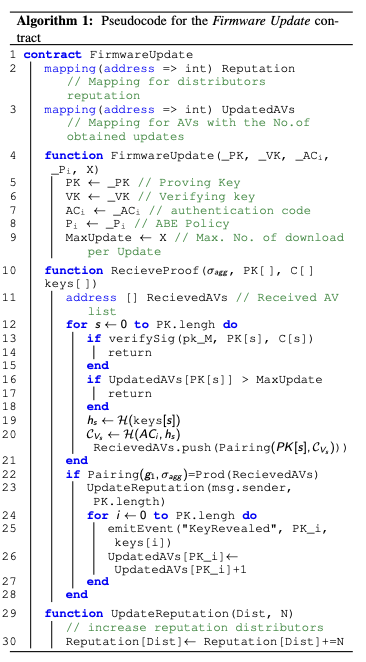 Algorithm 1: Pseudocode for the Firmware Update con-
tract
1 contract FirmwareUpdate
2 mapping(address => int) Reputation
// Mapping for distributors
reputation
3 mapping(address => int) UpdatedAVs
// Mapping for AVs with the No.of
obtained updates
4 function FirmwareUpdate(_PK, _VK, _ACᵢ,
_Pᵢ, X)
5 PK ← _PK // Proving Key
6 VK ← _VK // Verifying key
7 ACᵢ ← _ACᵢ // authentication code
8 Pᵢ ← _Pᵢ // ABE Policy
9 MaxUpdate ← X // Max. No. of download
per Update
10 function RecieveProof(σ_agg, PK[ ], C[ ]
keys[ ])
11 address [] RecievedAVs // Received AV
list
12 for s ← 0 to PK.lengh do
13 if verifySig(pk_M, PK[s], C[s])
14 return
15 end
16 if UpdatedAVs[PK[s]] > MaxUpdate
17 return
18 end
19 hₛ ← H(keys[s])
20 C_Vₛ ← H(ACᵢ, hₛ)
RecievedAVs.push(Pairing(PK[s], C_Vₛ)))
21 end
22 if Pairing(g₁, σ_agg)=Prod(RecievedAVs)
23 UpdateReputation(msg.sender,
PK.length)
24 for i ← 0 to PK.length do
25 emitEvent("KeyRevealed", PK_i,
keys[i])
26 UpdatedAVs[PK_i]←
UpdatedAVs[PK_i]+1
27 end
28 end
29 function UpdateReputation(Dist, N)
// increase reputation distributors
30 Reputation[Dist]← Reputation[Dist]+=N